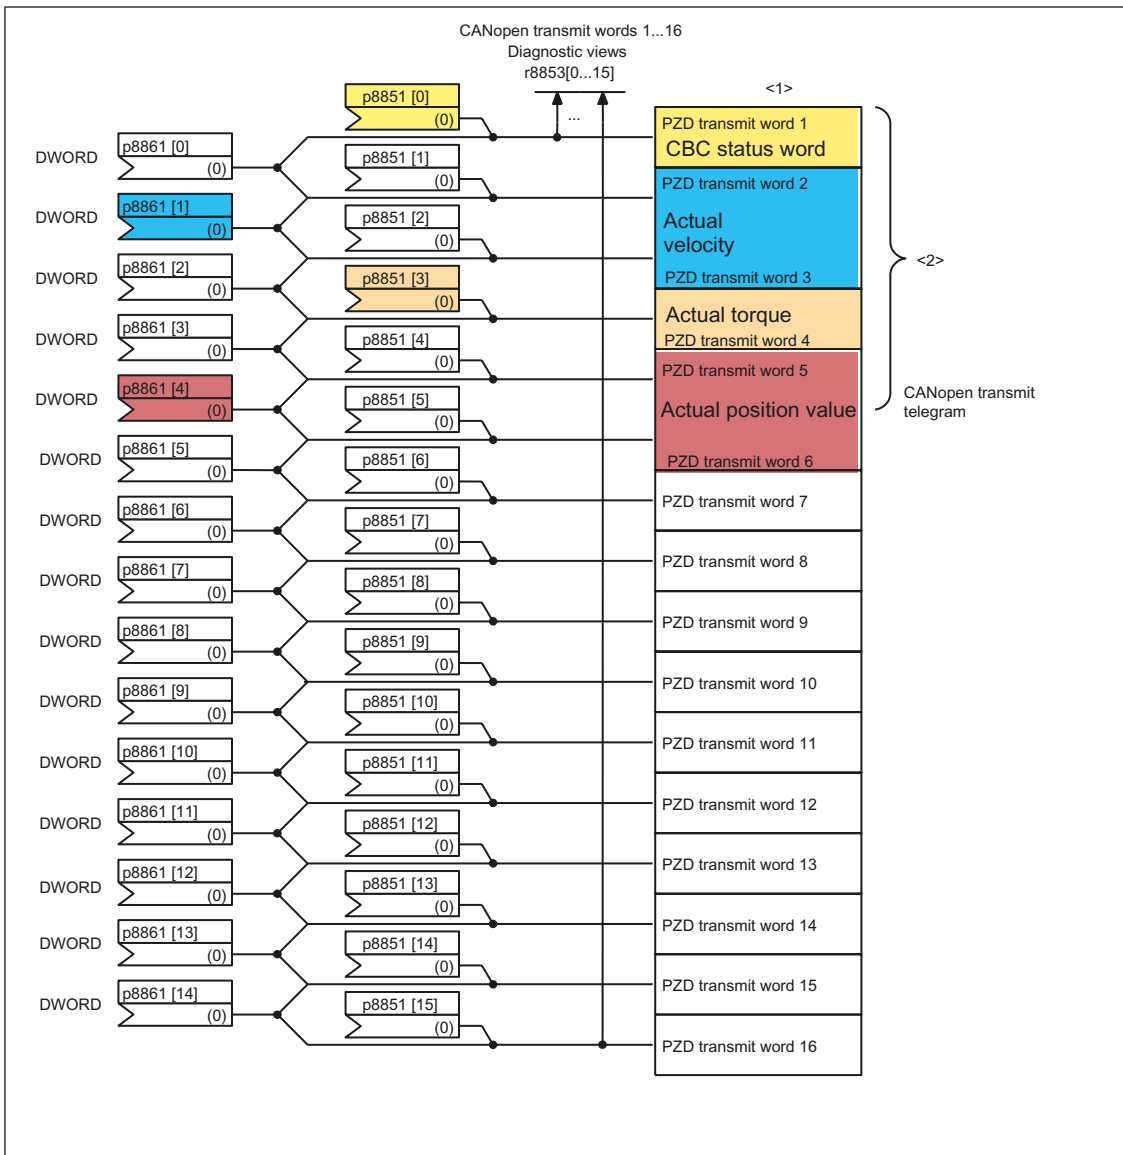 CANopen transmit words 1...16
Diagnostic views
r8853[0...15]
...
<1>
<2>
CANopen transmit
telegram
DWORD
p8861 [0]
(0)
DWORD
p8861 [1]
(0)
DWORD
p8861 [2]
(0)
DWORD
p8861 [3]
(0)
DWORD
p8861 [4]
(0)
DWORD
p8861 [5]
(0)
DWORD
p8861 [6]
(0)
DWORD
p8861 [7]
(0)
DWORD
p8861 [8]
(0)
DWORD
p8861 [9]
(0)
DWORD
p8861 [10]
(0)
DWORD
p8861 [11]
(0)
DWORD
p8861 [12]
(0)
DWORD
p8861 [13]
(0)
DWORD
p8861 [14]
(0)
p8851 [0]
(0)
p8851 [1]
(0)
p8851 [2]
(0)
p8851 [3]
(0)
p8851 [4]
(0)
p8851 [5]
(0)
p8851 [6]
(0)
p8851 [7]
(0)
p8851 [8]
(0)
p8851 [9]
(0)
p8851 [10]
(0)
p8851 [11]
(0)
p8851 [12]
(0)
p8851 [13]
(0)
p8851 [14]
(0)
p8851 [15]
(0)
PZD transmit word 1
CBC status word
PZD transmit word 2
Actual
velocity
PZD transmit word 3
Actual torque
PZD transmit word 4
PZD transmit word 5
Actual position value
PZD transmit word 6
PZD transmit word 7
PZD transmit word 8
PZD transmit word 9
PZD transmit word 10
PZD transmit word 11
PZD transmit word 12
PZD transmit word 13
PZD transmit word 14
PZD transmit word 15
PZD transmit word 16